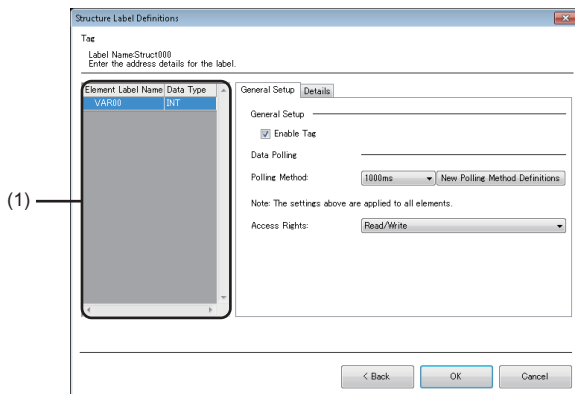 Structure Label Definitions
Tag
Label Name:Struct000
Enter the address details for the label.
Element Label Name Data Type
VAR00 INT
General Setup Details
General Setup
Enable Tag
Data Polling
Polling Method: 1000ms New Polling Method Definitions
Note: The settings above are applied to all elements.
Access Rights: Read/Write
(1)
< Back OK Cancel